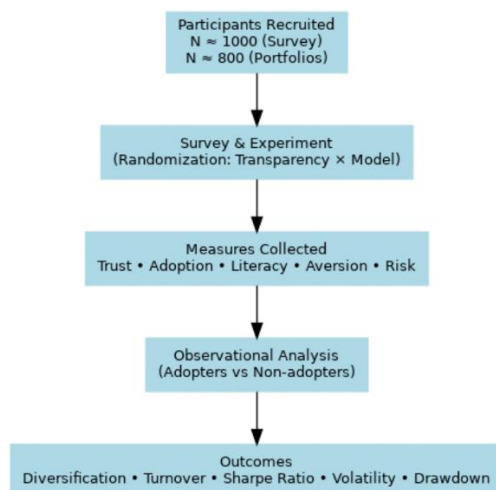 Participants Recruited
N ≈ 1000 (Survey)
N ≈ 800 (Portfolios)
Survey & Experiment
(Randomization: Transparency × Model)
Measures Collected
Trust • Adoption • Literacy • Aversion • Risk
Observational Analysis
(Adopters vs Non-adopters)
Outcomes
Diversification • Turnover • Sharpe Ratio • Volatility • Drawdown